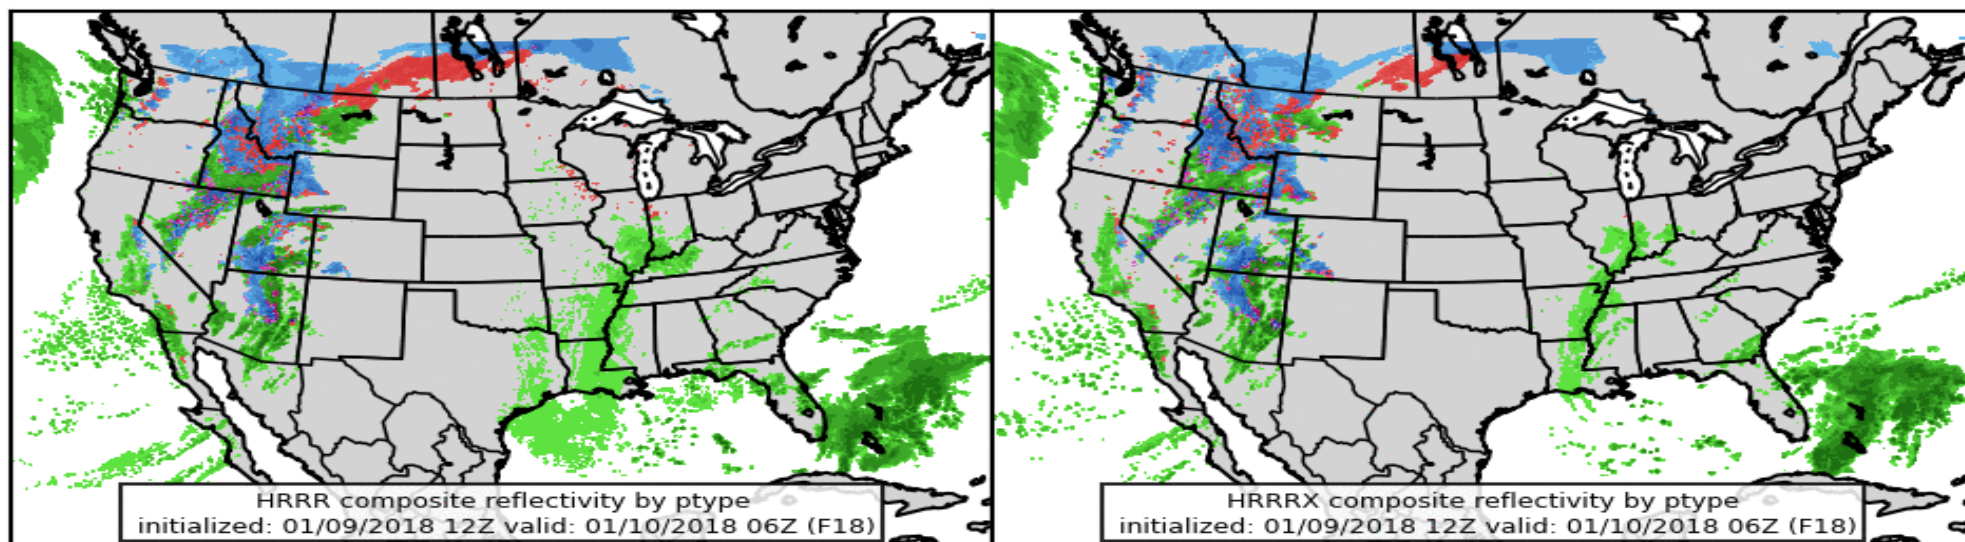 HRRR composite reflectivity by ptype
initialized: 01/09/2018 12Z valid: 01/10/2018 06Z (F18)
HRRRX composite reflectivity by ptype
initialized: 01/09/2018 12Z valid: 01/10/2018 06Z (F18)